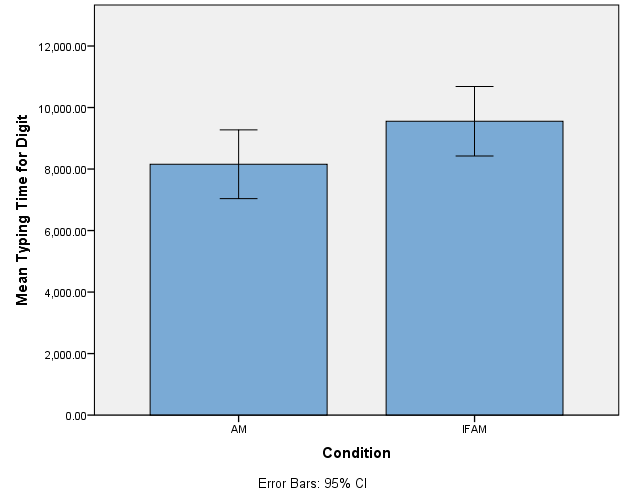 12,000.00
10,000.00
8,000.00
6,000.00
4,000.00
2,000.00
0.00
Mean Typing Time for Digit
AM
IFAM
Condition
Error Bars: 95% CI